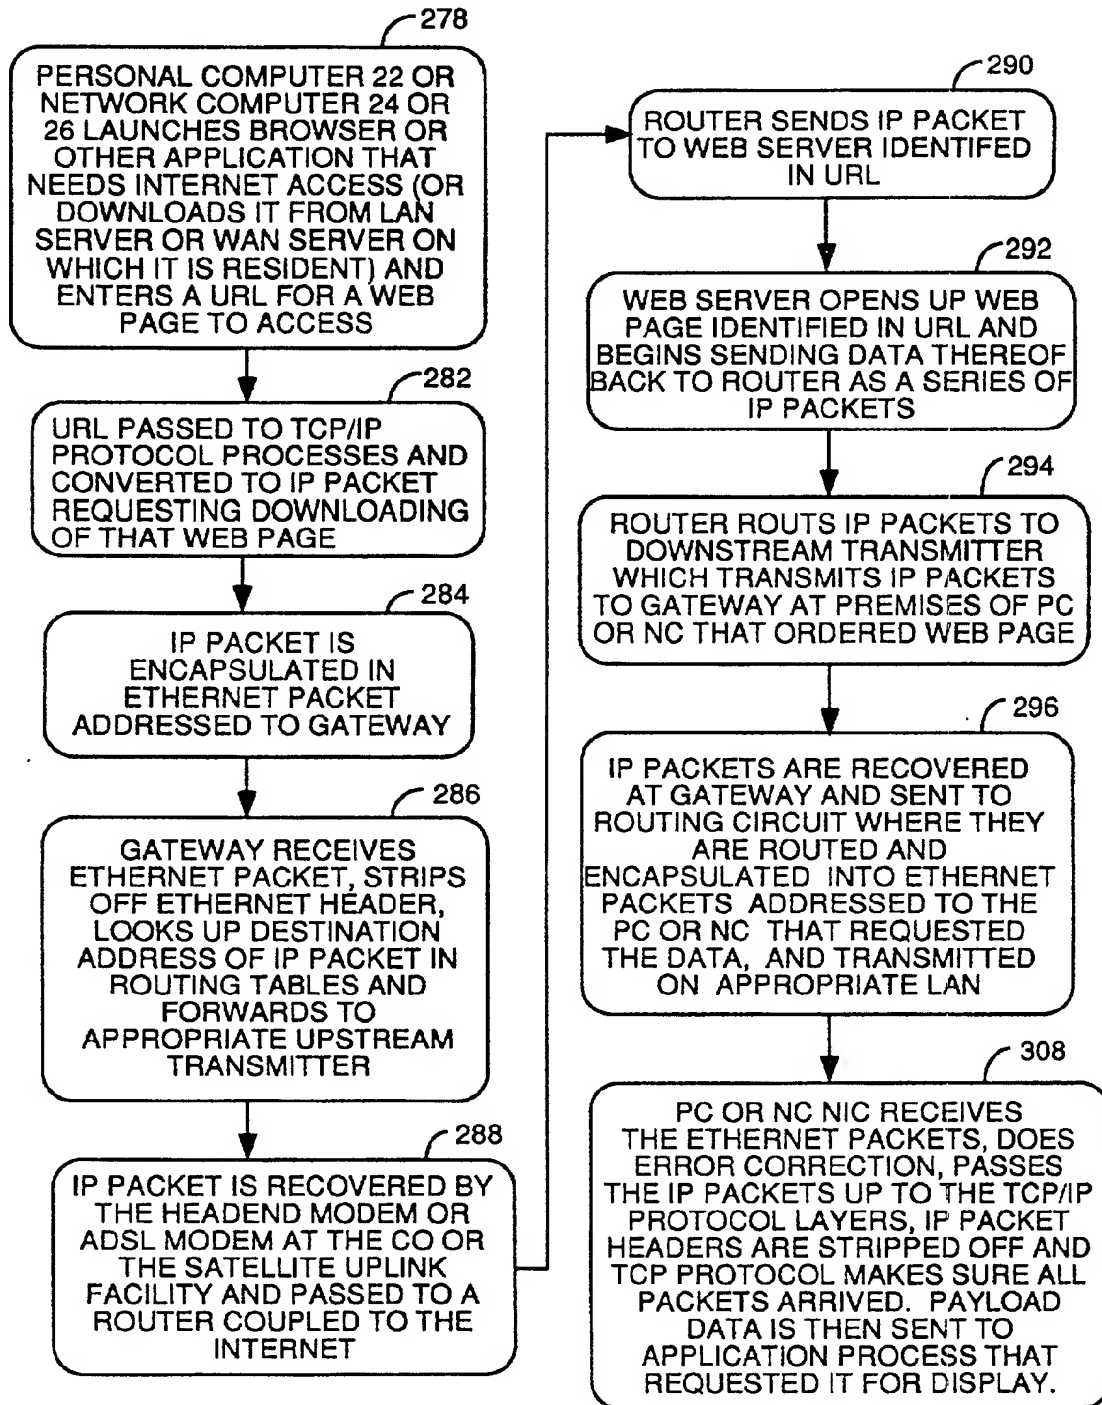 278
PERSONAL COMPUTER 22 OR
NETWORK COMPUTER 24 OR
26 LAUNCHES BROWSER OR
OTHER APPLICATION THAT
NEEDS INTERNET ACCESS (OR
DOWNLOADS IT FROM LAN
SERVER OR WAN SERVER ON
WHICH IT IS RESIDENT) AND
ENTERS A URL FOR A WEB
PAGE TO ACCESS
282
URL PASSED TO TCP/IP
PROTOCOL PROCESSES AND
CONVERTED TO IP PACKET
REQUESTING DOWNLOADING
OF THAT WEB PAGE
284
IP PACKET IS
ENCAPSULATED IN
ETHERNET PACKET
ADDRESSED TO GATEWAY
286
GATEWAY RECEIVES
ETHERNET PACKET, STRIPS
OFF ETHERNET HEADER,
LOOKS UP DESTINATION
ADDRESS OF IP PACKET IN
ROUTING TABLES AND
FORWARDS TO
APPROPRIATE UPSTREAM
TRANSMITTER
288
IP PACKET IS RECOVERED BY
THE HEADEND MODEM OR
ADSL MODEM AT THE CO OR
THE SATELLITE UPLINK
FACILITY AND PASSED TO A
ROUTER COUPLED TO THE
INTERNET
290
ROUTER SENDS IP PACKET
TO WEB SERVER IDENTIFED
IN URL
292
WEB SERVER OPENS UP WEB
PAGE IDENTIFIED IN URL AND
BEGINS SENDING DATA THEREOF
BACK TO ROUTER AS A SERIES OF
IP PACKETS
294
ROUTER ROUTS IP PACKETS TO
DOWNSTREAM TRANSMITTER
WHICH TRANSMITS IP PACKETS
TO GATEWAY AT PREMISES OF PC
OR NC THAT ORDERED WEB PAGE
296
IP PACKETS ARE RECOVERED
AT GATEWAY AND SENT TO
ROUTING CIRCUIT WHERE THEY
ARE ROUTED AND
ENCAPSULATED INTO ETHERNET
PACKETS ADDRESSED TO THE
PC OR NC THAT REQUESTED
THE DATA, AND TRANSMITTED
ON APPROPRIATE LAN
308
PC OR NC NIC RECEIVES
THE ETHERNET PACKETS, DOES
ERROR CORRECTION, PASSES
THE IP PACKETS UP TO THE TCP/IP
PROTOCOL LAYERS, IP PACKET
HEADERS ARE STRIPPED OFF AND
TCP PROTOCOL MAKES SURE ALL
PACKETS ARRIVED. PAYLOAD
DATA IS THEN SENT TO
APPLICATION PROCESS THAT
REQUESTED IT FOR DISPLAY.